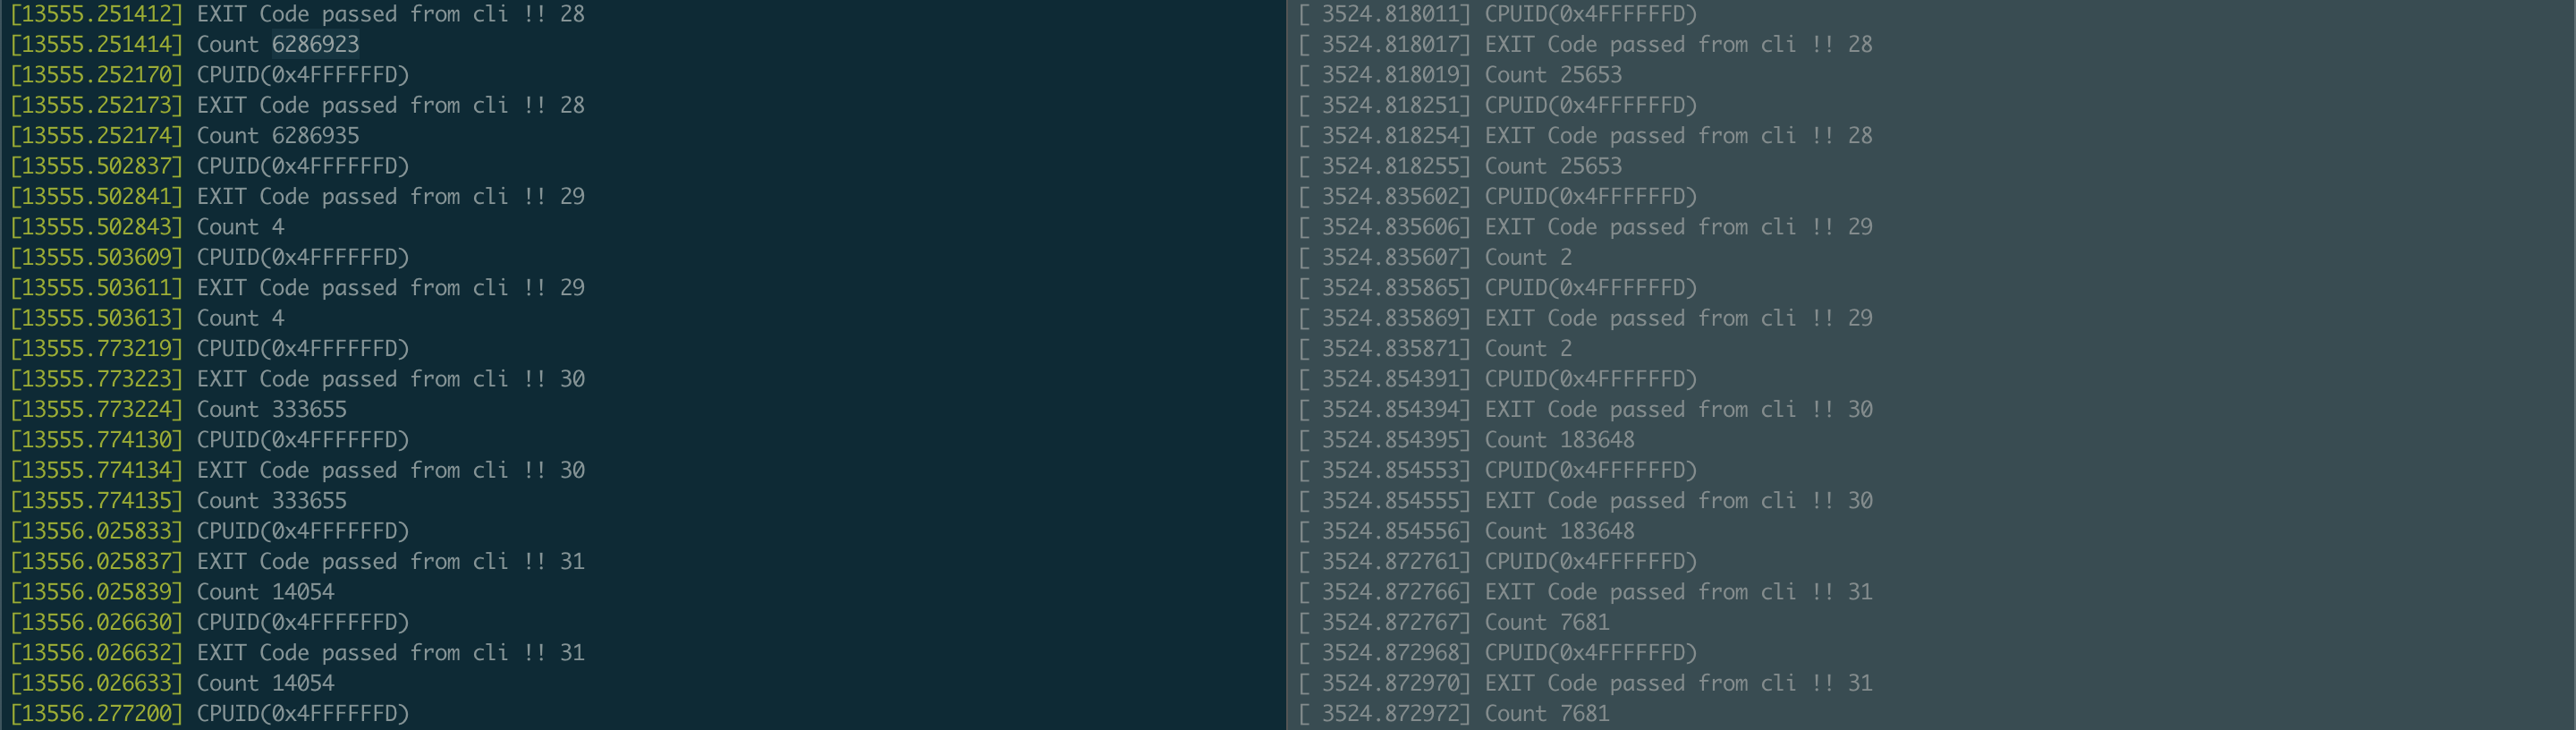 [13555.251412] EXIT Code passed from cli !! 28
[13555.251414] Count 6286923
[13555.252170] CPUID(0x4FFFFFFD)
[13555.252173] EXIT Code passed from cli !! 28
[13555.252174] Count 6286935
[13555.502837] CPUID(0x4FFFFFFD)
[13555.502841] EXIT Code passed from cli !! 29
[13555.502843] Count 4
[13555.503609] CPUID(0x4FFFFFFD)
[13555.503611] EXIT Code passed from cli !! 29
[13555.503613] Count 4
[13555.773219] CPUID(0x4FFFFFFD)
[13555.773223] EXIT Code passed from cli !! 30
[13555.773224] Count 333655
[13555.774130] CPUID(0x4FFFFFFD)
[13555.774134] EXIT Code passed from cli !! 30
[13555.774135] Count 333655
[13556.025833] CPUID(0x4FFFFFFD)
[13556.025837] EXIT Code passed from cli !! 31
[13556.025839] Count 14054
[13556.026630] CPUID(0x4FFFFFFD)
[13556.026632] EXIT Code passed from cli !! 31
[13556.026633] Count 14054
[13556.277200] CPUID(0x4FFFFFFD)
[ 3524.818011] CPUID(0x4FFFFFFD)
[ 3524.818017] EXIT Code passed from cli !! 28
[ 3524.818019] Count 25653
[ 3524.818251] CPUID(0x4FFFFFFD)
[ 3524.818254] EXIT Code passed from cli !! 28
[ 3524.818255] Count 25653
[ 3524.835602] CPUID(0x4FFFFFFD)
[ 3524.835606] EXIT Code passed from cli !! 29
[ 3524.835607] Count 2
[ 3524.835865] CPUID(0x4FFFFFFD)
[ 3524.835869] EXIT Code passed from cli !! 29
[ 3524.835871] Count 2
[ 3524.854391] CPUID(0x4FFFFFFD)
[ 3524.854394] EXIT Code passed from cli !! 30
[ 3524.854395] Count 183648
[ 3524.854553] CPUID(0x4FFFFFFD)
[ 3524.854555] EXIT Code passed from cli !! 30
[ 3524.854556] Count 183648
[ 3524.872761] CPUID(0x4FFFFFFD)
[ 3524.872766] EXIT Code passed from cli !! 31
[ 3524.872767] Count 7681
[ 3524.872968] CPUID(0x4FFFFFFD)
[ 3524.872970] EXIT Code passed from cli !! 31
[ 3524.872972] Count 7681